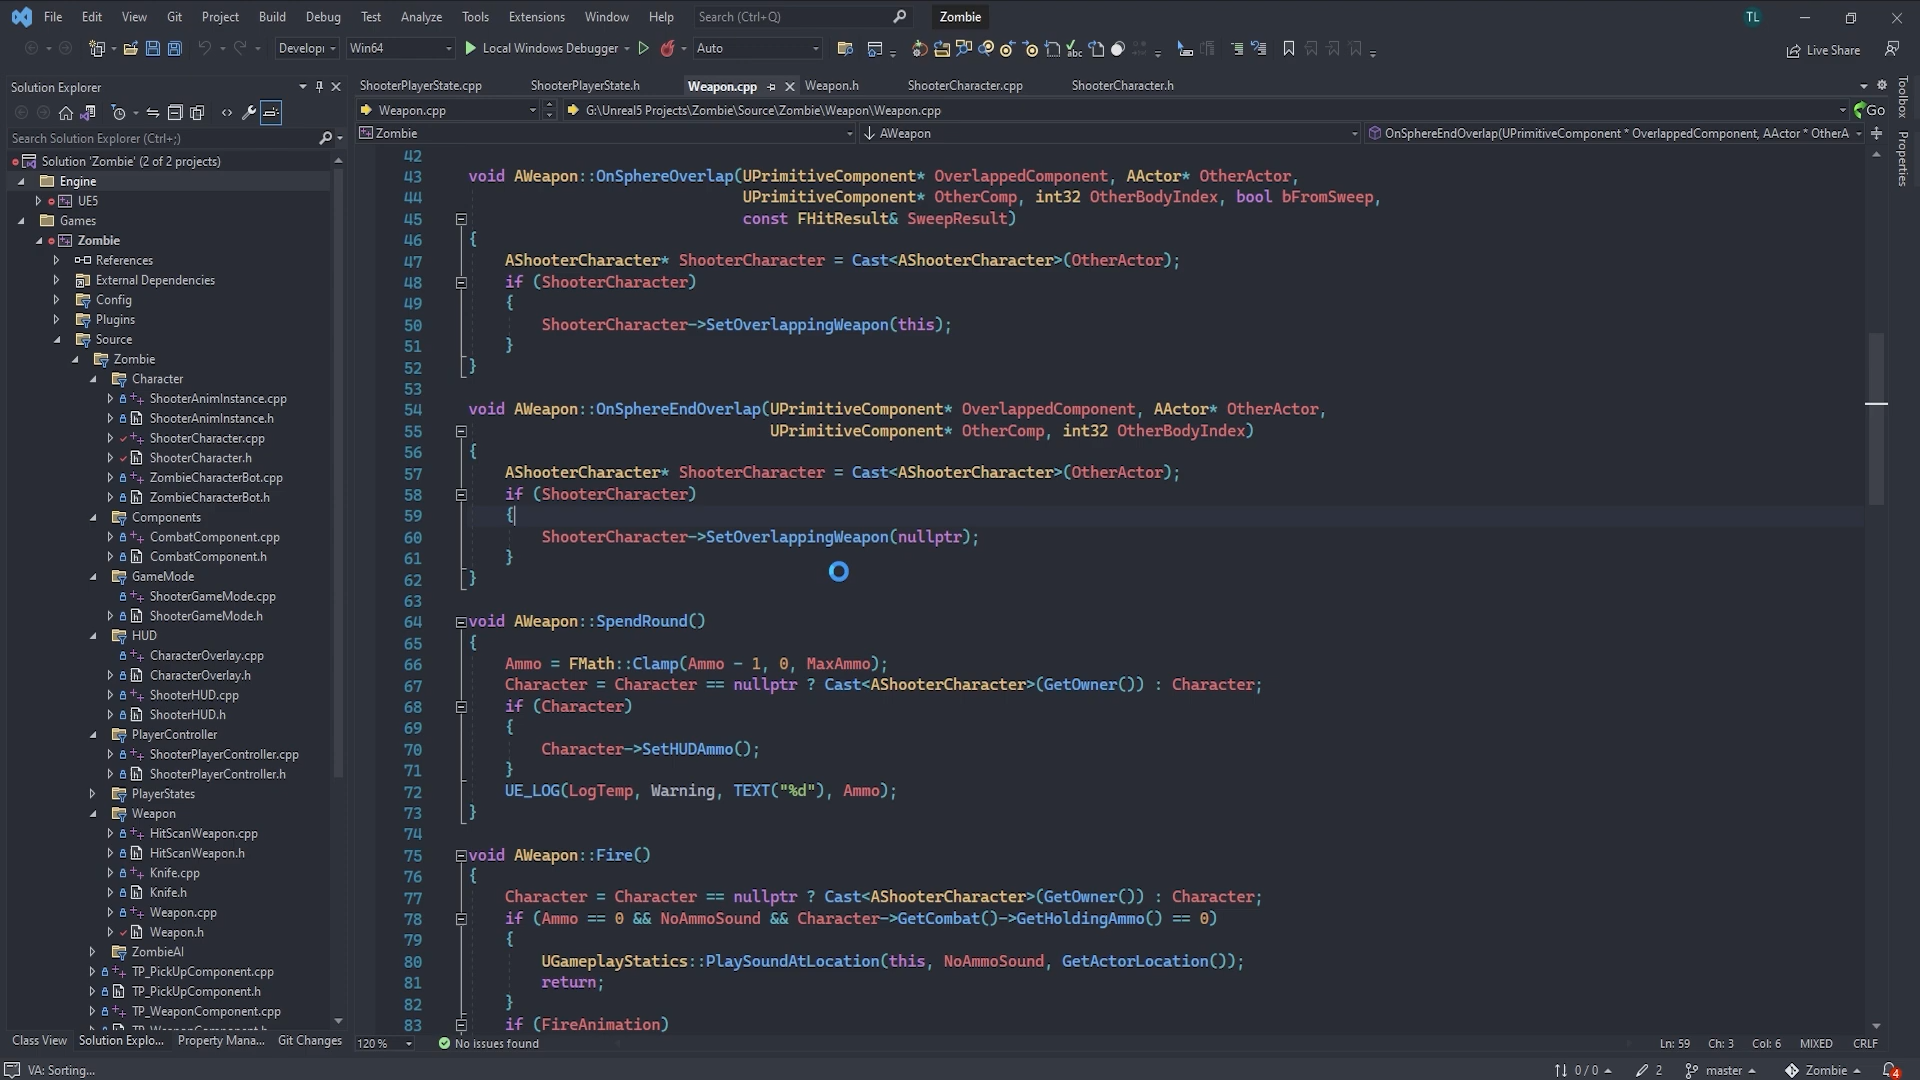 File Edit View Git Project Build Debug Test Analyze Tools Extensions Window Help Search (Ctrl+Q) Zombie TL
Developi Win64 Local Windows Debugger Auto Live Share
Solution Explorer
Search Solution Explorer (Ctrl+;)
Solution 'Zombie' (2 of 2 projects)
Engine
UE5
Games
Zombie
References
External Dependencies
Config
Plugins
Source
Zombie
Character
ShooterAnimInstance.cpp
ShooterAnimInstance.h
ShooterCharacter.cpp
ShooterCharacter.h
ZombieCharacterBot.cpp
ZombieCharacterBot.h
Components
CombatComponent.cpp
CombatComponent.h
GameMode
ShooterGameMode.cpp
ShooterGameMode.h
HUD
CharacterOverlay.cpp
CharacterOverlay.h
ShooterHUD.cpp
ShooterHUD.h
PlayerController
ShooterPlayerController.cpp
ShooterPlayerController.h
PlayerStates
Weapon
HitScanWeapon.cpp
HitScanWeapon.h
Knife.cpp
Knife.h
Weapon.cpp
Weapon.h
ZombieAI
TP_PickUpComponent.cpp
TP_PickUpComponent.h
TP_WeaponComponent.cpp
TP_WeaponComponent.h
Class View Solution Explo... Property Mana... Git Changes
ShooterPlayerState.cpp ShooterPlayerState.h Weapon.cpp Weapon.h ShooterCharacter.cpp ShooterCharacter.h
Weapon.cpp G:\Unreal5 Projects\Zombie\Source\Zombie\Weapon\Weapon.cpp Go
Zombie AWeapon OnSphereEndOverlap(UPrimitiveComponent * OverlappedComponent, AActor * OtherA
42
43 void AWeapon::OnSphereOverlap(UPrimitiveComponent* OverlappedComponent, AActor* OtherActor,
44 UPrimitiveComponent* OtherComp, int32 OtherBodyIndex, bool bFromSweep,
45 const FHitResult& SweepResult)
46 {
47 AShooterCharacter* ShooterCharacter = Cast<AShooterCharacter>(OtherActor);
48 if (ShooterCharacter)
49 {
50 ShooterCharacter->SetOverlappingWeapon(this);
51 }
52 }
53
54 void AWeapon::OnSphereEndOverlap(UPrimitiveComponent* OverlappedComponent, AActor* OtherActor,
55 UPrimitiveComponent* OtherComp, int32 OtherBodyIndex)
56 {
57 AShooterCharacter* ShooterCharacter = Cast<AShooterCharacter>(OtherActor);
58 if (ShooterCharacter)
59 {
60 ShooterCharacter->SetOverlappingWeapon(nullptr);
61 }
62 }
63
64 void AWeapon::SpendRound()
65 {
66 Ammo = FMath::Clamp(Ammo - 1, 0, MaxAmmo);
67 Character = Character == nullptr ? Cast<AShooterCharacter>(GetOwner()) : Character;
68 if (Character)
69 {
70 Character->SetHUDAmmo();
71 }
72 UE_LOG(LogTemp, Warning, TEXT("%d"), Ammo);
73 }
74
75 void AWeapon::Fire()
76 {
77 Character = Character == nullptr ? Cast<AShooterCharacter>(GetOwner()) : Character;
78 if (Ammo == 0 && NoAmmoSound && Character->GetCombat()->GetHoldingAmmo() == 0)
79 {
80 UGameplayStatics::PlaySoundAtLocation(this, NoAmmoSound, GetActorLocation());
81 return;
82 }
83 if (FireAnimation)
Toolbox
Properties
120 % No issues found Ln: 59 Ch: 3 Col: 6 MIXED CRLF
VA: Sorting... 0 / 0 2 master Zombie 4